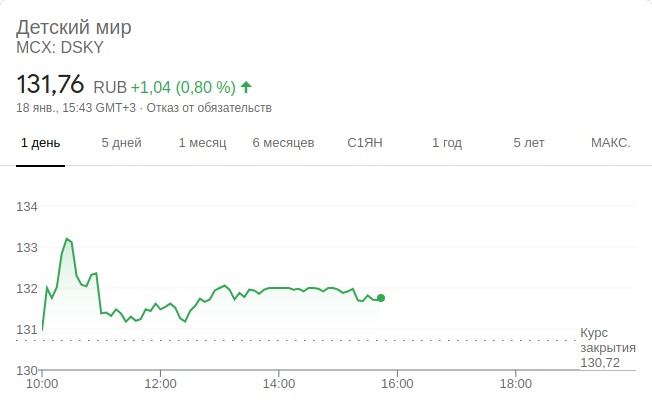 Детский мир
MCX: DSKY
131,76 RUB +1,04 (0,80 %)
18 янв., 15:43 GMT+3 · Отказ от обязательств
1 день 5 дней 1 месяц 6 месяцев С1ЯН 1 год 5 лет МАКС.
134
133
132
131
Курс
закрытия
130,72
130
10:00 12:00 14:00 16:00 18:00